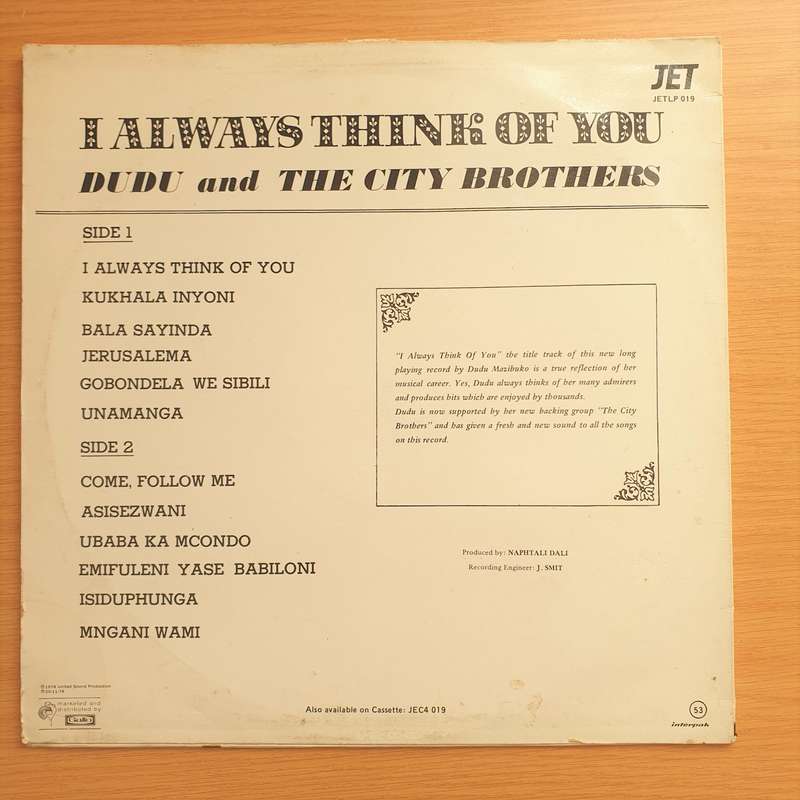 JET
JETLP 019
I ALWAYS THINK OF YOU
DUDU and THE CITY BROTHERS
SIDE 1
I ALWAYS THINK OF YOU
KUKHALA INYONI
BALA SAYINDA
JERUSALEMA
GOBONDELA WE SIBILI
UNAMANGA
SIDE 2
COME, FOLLOW ME
ASISEZWANI
UBABA KA MCONDO
EMIFULENI YASE BABILONI
ISIDUPHUNGA
MNGANI WAMI
"I Always Think Of You" the title track of this new long
playing record by Dudu Mazibuko is a true reflection of her
musical career. Yes, Dudu always thinks of her many admirers
and produces hits which are enjoyed by thousands.
Dudu is now supported by her new backing group "The City
Brothers" and has given a fresh and new sound to all the songs
on this record.
Produced by: NAPHTALI DALI
Recording Engineer: J. SMIT
United Sound Production
marketed and
distributed by
Gallo
Also available on Cassette: JEC4 019
53
interpak